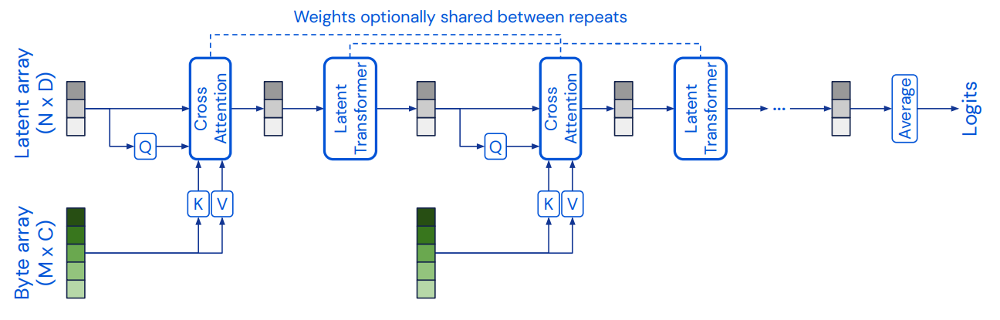 Weights optionally shared between repeats
Latent array
(N x D)
Q
Cross
Attention
Latent
Transformer
Q
Cross
Attention
Latent
Transformer
...
Average
Logits
K
V
K
V
Byte array
(M x C)